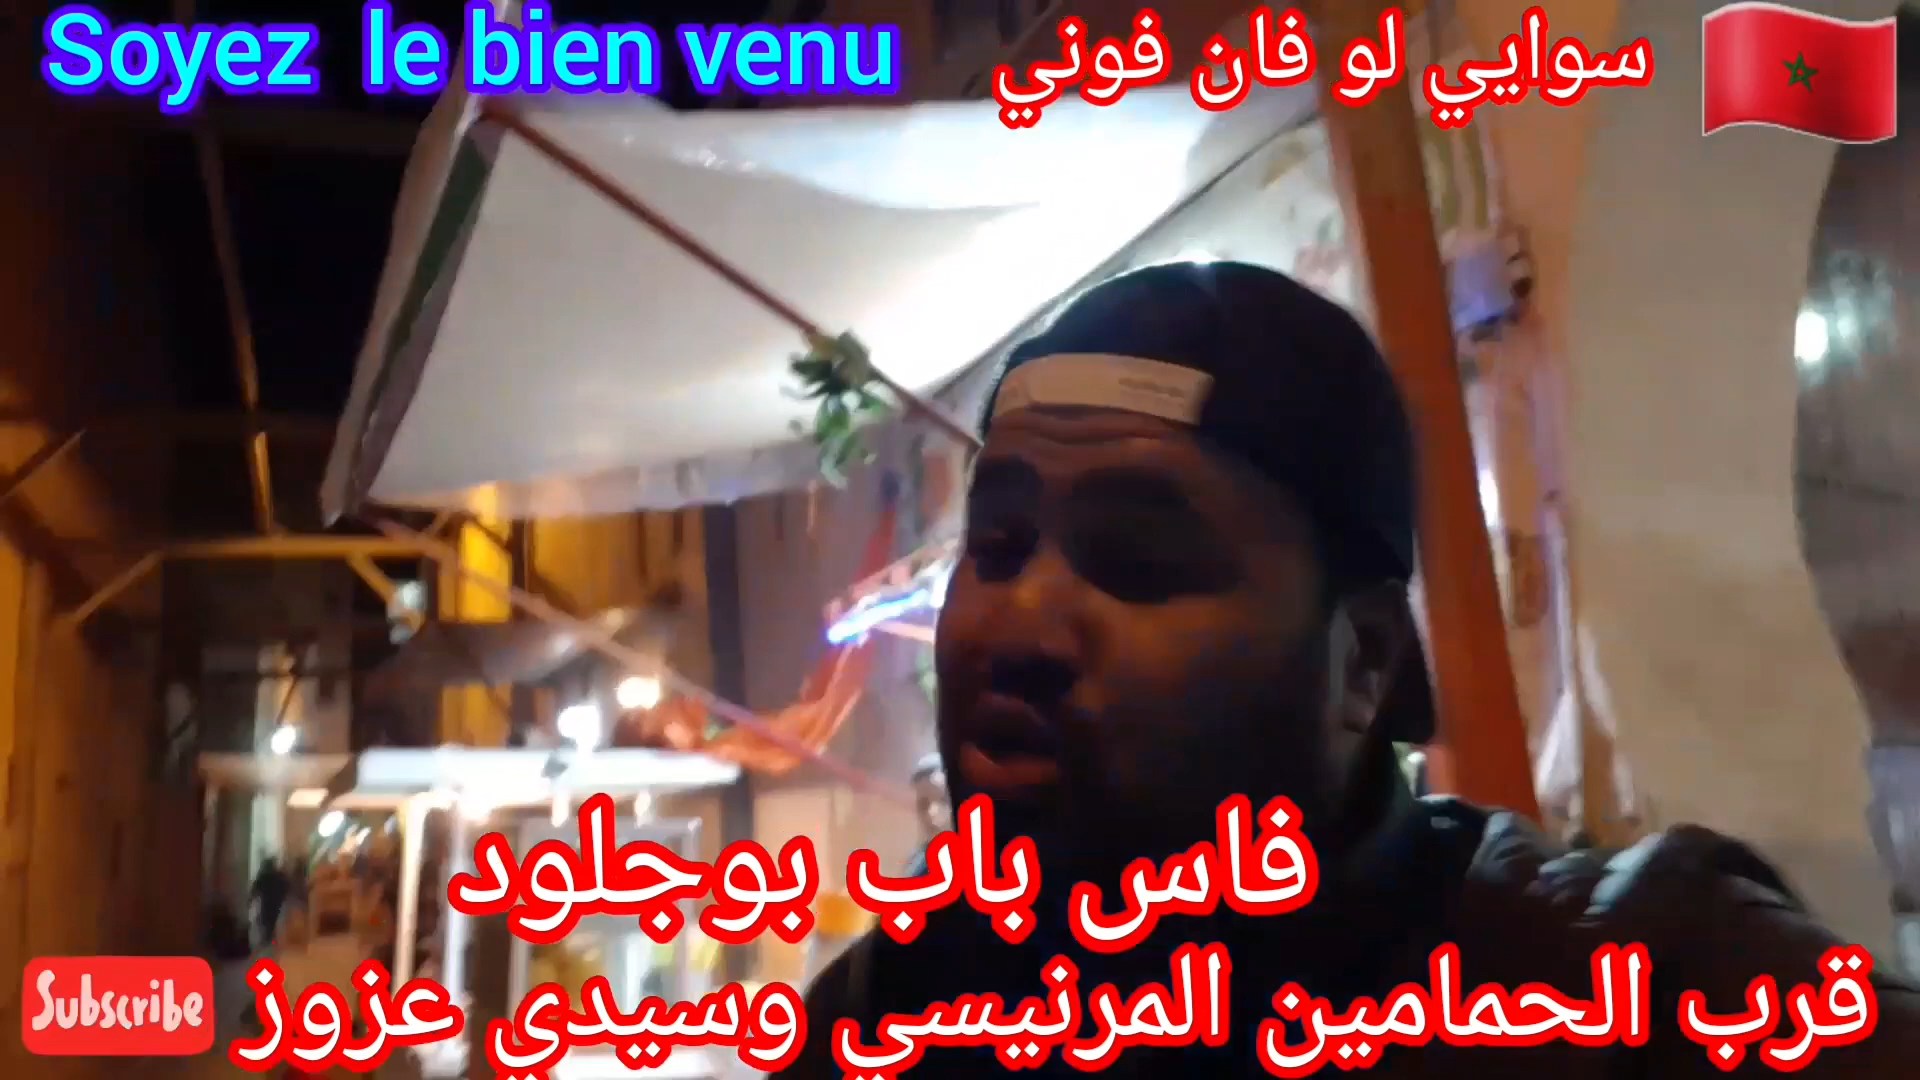 Soyez le bien venu
سوايي لو فان فوني
فاس باب بوجلود
قرب الحمامين المرنيسي وسيدي عزوز
Subscribe